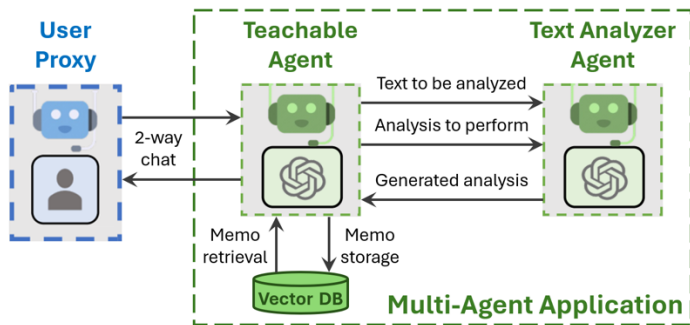 User
Proxy
Teachable
Agent
Text Analyzer
Agent
Text to be analyzed
2-way
chat
Analysis to perform
Generated analysis
Memo
retrieval
Memo
storage
Vector DB
Multi-Agent Application